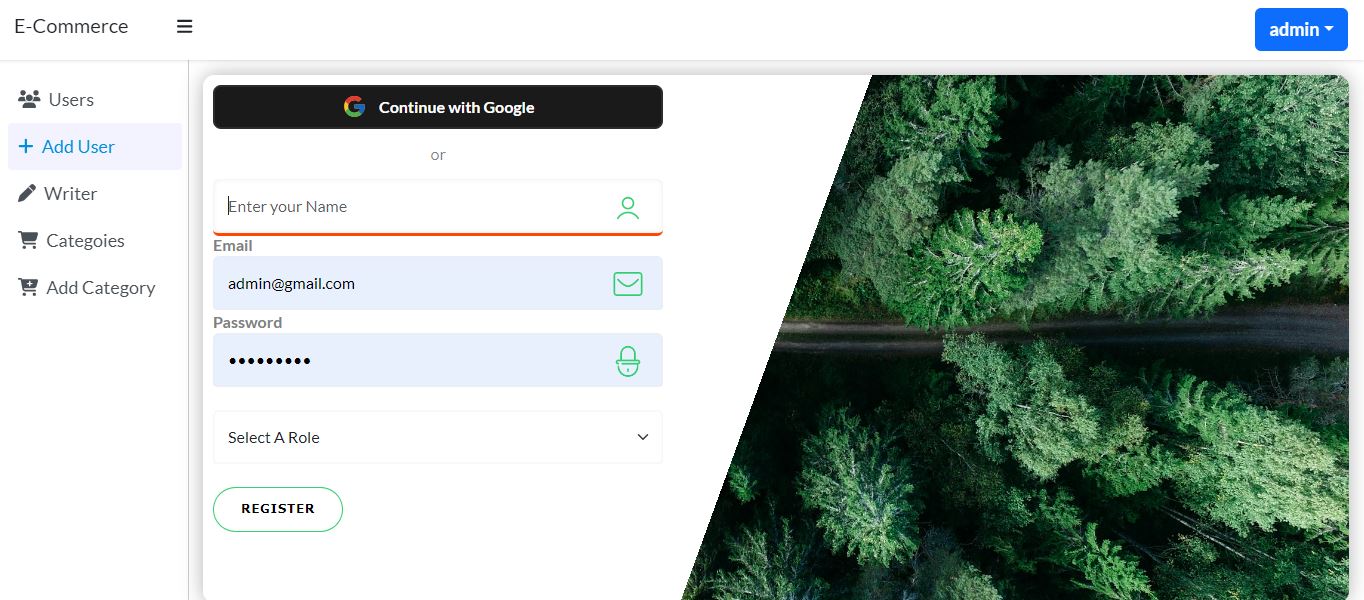 E-Commerce
admin
Users
Add User
Writer
Categoies
Add Category
Continue with Google
or
Enter your Name
Email
admin@gmail.com
Password
•••••••••
Select A Role
REGISTER